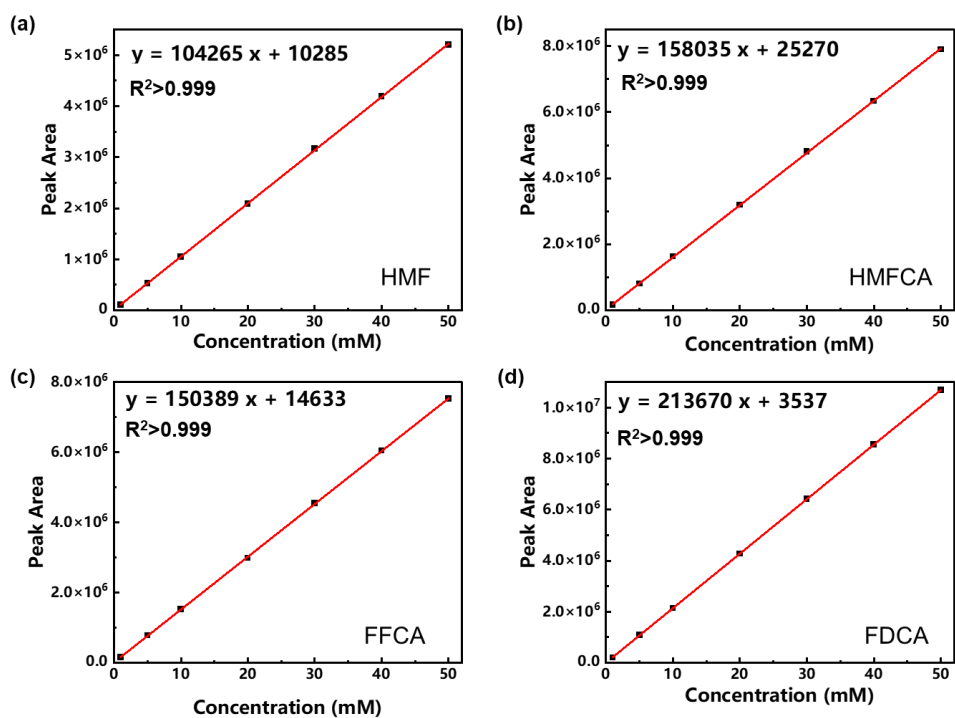 (a)
y = 104265 x + 10285
R²>0.999
5×10⁶
4×10⁶
3×10⁶
2×10⁶
1×10⁶
0
Peak Area
HMF
0 10 20 30 40 50
Concentration (mM)
(b)
y = 158035 x + 25270
R²>0.999
8.0×10⁶
6.0×10⁶
4.0×10⁶
2.0×10⁶
0.0
Peak Area
HMFCA
0 10 20 30 40 50
Concentration (mM)
(c)
y = 150389 x + 14633
R²>0.999
8.0×10⁶
6.0×10⁶
4.0×10⁶
2.0×10⁶
0.0
Peak Area
FFCA
0 10 20 30 40 50
Concentration (mM)
(d)
y = 213670 x + 3537
R²>0.999
1.0×10⁷
8.0×10⁶
6.0×10⁶
4.0×10⁶
2.0×10⁶
0.0
Peak Area
FDCA
0 10 20 30 40 50
Concentration (mM)